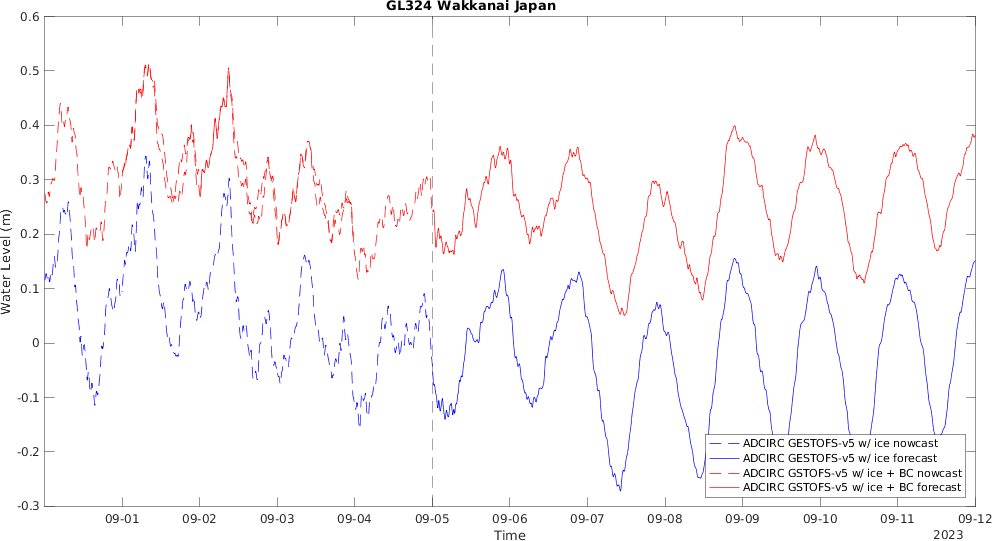 GL324 Wakkanai Japan
0.6
0.5
0.4
0.3
0.2
0.1
0
-0.1
-0.2
-0.3
Water Level (m)
ADCIRC GESTOFS-v5 w/ ice nowcast
ADCIRC GESTOFS-v5 w/ ice forecast
ADCIRC GSTOFS-v5 w/ ice + BC nowcast
ADCIRC GSTOFS-v5 w/ ice + BC forecast
09-01 09-02 09-03 09-04 09-05 09-06 09-07 09-08 09-09 09-10 09-11 09-12
Time
2023